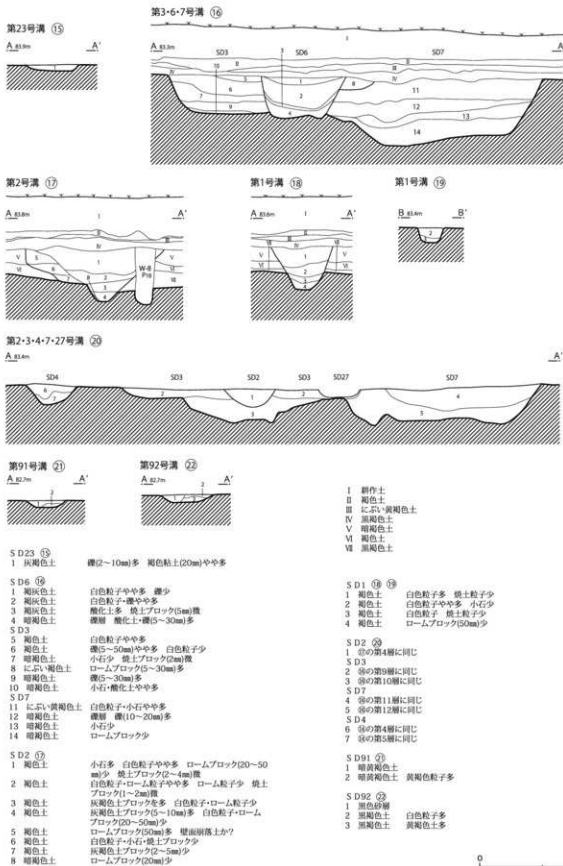 第23号溝 ⑮
第3・6・7号溝 ⑯
A 83.9m A'
A 83.3m SD3 SD6 SD7 A'
第2号溝 ⑰
第1号溝 ⑱
第1号溝 ⑲
A 83.8m A'
A 83.6m A'
B 83.4m B'
W-8
P18
第2・3・4・7・27号溝 ⑳
A 83.4m A'
SD4 SD3 SD2 SD3 SD27 SD7
第91号溝 ㉑
第92号溝 ㉒
A 82.7m A'
A 82.7m A'
Ⅰ 耕作土
Ⅱ 褐色土
Ⅲ にぶい黄褐色土
Ⅳ 黒褐色土
Ⅴ 暗褐色土
Ⅵ 褐色土
Ⅶ 黒褐色土
SD23 ⑮
1 灰褐色土 礫(2〜10㎜)多 褐色粘土(20㎜)やや多
SD6 ⑯
1 褐灰色土 白色粒子やや多 礫少
2 褐灰色土 白色粒子・礫やや多
3 褐灰色土 酸化土多 焼土ブロック(5㎜)微
4 暗褐色土 礫層 酸化土・礫(5〜30㎜)多
SD3
5 褐色土 白色粒子やや多
6 褐色土 礫(5〜50㎜)やや多 白色粒子少
7 暗褐色土 小石少 焼土ブロック(2㎜)微
8 にぶい褐色土 ロームブロック(5〜30㎜)多
9 暗褐色土 礫(5〜30㎜)多
10 暗褐色土 小石・酸化土やや多
SD7
11 にぶい黄褐色土 白色粒子・小石やや多
12 暗褐色土 礫層 礫(10〜20㎜)多
13 暗褐色土 小石少
14 暗褐色土 ロームブロック少
SD2 ⑰
1 褐色土 小石多 白色粒子やや多 ロームブロック(20〜50
㎜)少 焼土ブロック(2〜4㎜)微
2 褐色土 白色粒子・ローム粒子やや多 ローム粒子少 焼土
ブロック(1〜2㎜)微
3 褐色土 灰褐色土ブロックを多 白色粒子・ローム粒子少
4 褐色土 灰褐色土ブロック(5〜10㎜)多 白色粒子・ローム
ブロック(20〜50㎜)少
5 褐色土 ロームブロック(50㎜)多 壁面崩落土か?
6 褐色土 白色粒子・小石・焼土ブロック少
7 褐色土 灰褐色土ブロック(2〜5㎜)少
8 暗褐色土 ロームブロック(20㎜)少
SD1 ⑱ ⑲
1 褐色土 白色粒子多 焼土粒子少
2 褐色土 白色粒子やや多 小石少
3 褐色土 白色粒子 焼土粒子少
4 褐色土 ロームブロック(50㎜)少
SD2 ⑳
1 ⑰の第4層に同じ
SD3
2 ⑯の第9層に同じ
3 ⑯の第10層に同じ
SD7
4 ⑯の第11層に同じ
5 ⑯の第12層に同じ
SD4
6 の第4層に同じ
7 の第5層に同じ
SD91 ㉑
1 暗黄褐色土
2 暗黄褐色土 黄褐色粒子多
SD92 ㉒
1 黒色砂層
2 黒褐色土 白色粒子多
3 黒褐色土 黄褐色土多
0